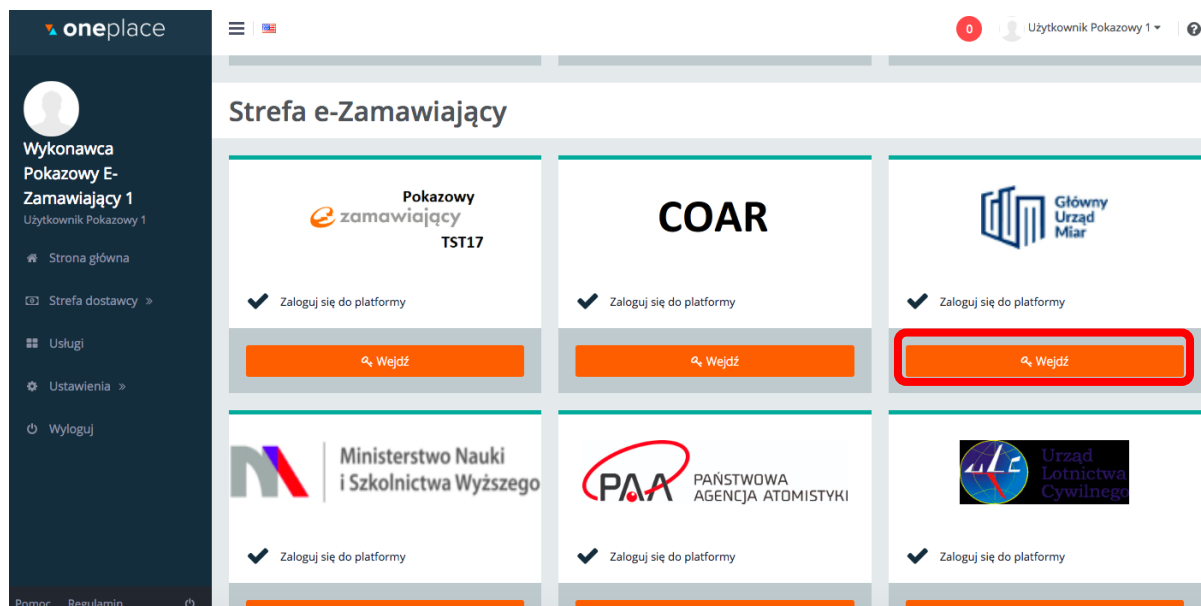 oneplace
0
Użytkownik Pokazowy 1
Wykonawca
Pokazowy E-
Zamawiający 1
Użytkownik Pokazowy 1
Strona główna
Strefa dostawcy »
Usługi
Ustawienia »
Wyloguj
Pomoc Regulamin
Strefa e-Zamawiający
Pokazowy
e zamawiający
TST17
Zaloguj się do platformy
Wejdź
COAR
Zaloguj się do platformy
Wejdź
Główny
Urząd
Miar
Zaloguj się do platformy
Wejdź
Ministerstwo Nauki
i Szkolnictwa Wyższego
Zaloguj się do platformy
PAA PAŃSTWOWA
AGENCJA ATOMISTYKI
Zaloguj się do platformy
ULC
Urząd
Lotnictwa
Cywilnego
Zaloguj się do platformy